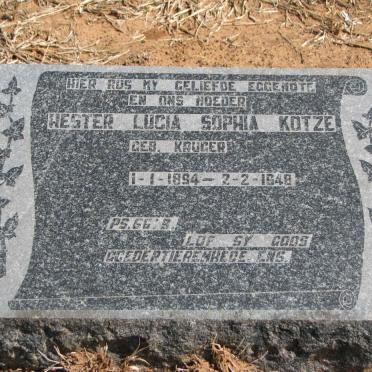 HIER RUS MY GELIEFDE EGGENOTE
EN ONS MOEDER
HESTER LUCIA SOPHIA KOTZE
GEB. KRUGER
1-1-1894 — 2-2-1948
PS. 66:8
LOF SY GODS
GOEDERTIERENHEDE ENS.